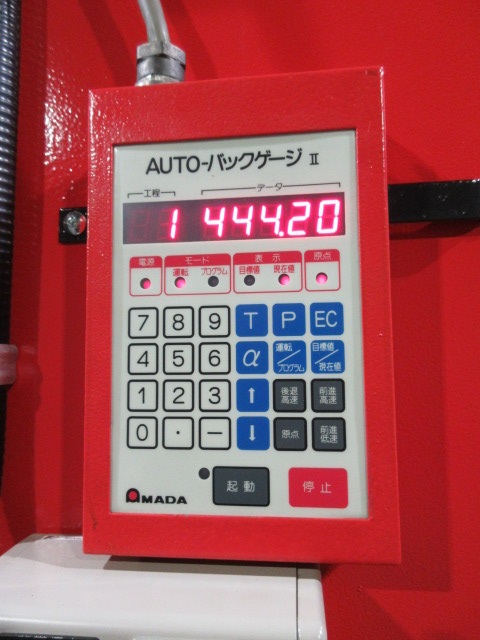 AUTO-バックゲージ II
工程 データ
1 444.20
電源 モード 表示 原点
運転 プログラム 目標値 現在値
7 8 9 T P EC
4 5 6 α 運転/プログラム 目標値/現在値
1 2 3 ↑ 後退高速 前進高速
0 · - ↓ 原点 前進低速
起動 停止
AMADA